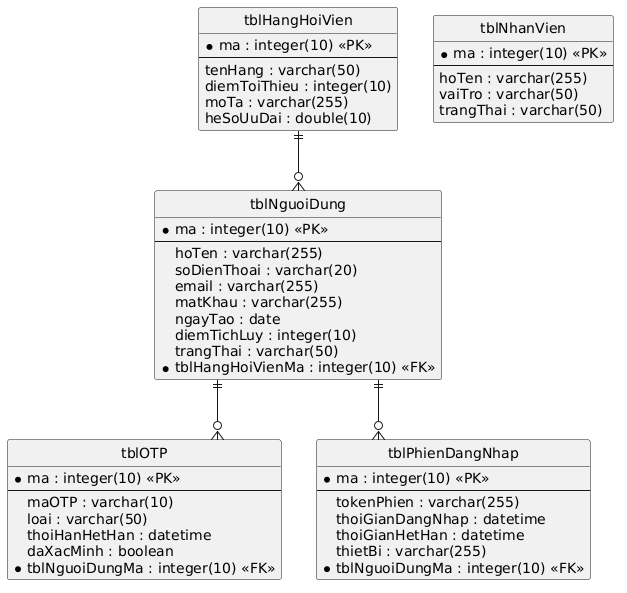 tblHangHoiVien
ma : integer(10) «PK»
tenHang : varchar(50)
diemToiThieu : integer(10)
moTa : varchar(255)
heSoUuDai : double(10)
tblNhanVien
ma : integer(10) «PK»
hoTen : varchar(255)
vaiTro : varchar(50)
trangThai : varchar(50)
tblNguoiDung
ma : integer(10) «PK»
hoTen : varchar(255)
soDienThoai : varchar(20)
email : varchar(255)
matKhau : varchar(255)
ngayTao : date
diemTichLuy : integer(10)
trangThai : varchar(50)
tblHangHoiVienMa : integer(10) «FK»
tblOTP
ma : integer(10) «PK»
maOTP : varchar(10)
loai : varchar(50)
thoiHanHetHan : datetime
daXacMinh : boolean
tblNguoiDungMa : integer(10) «FK»
tblPhienDangNhap
ma : integer(10) «PK»
tokenPhien : varchar(255)
thoiGianDangNhap : datetime
thoiGianHetHan : datetime
thietBi : varchar(255)
tblNguoiDungMa : integer(10) «FK»